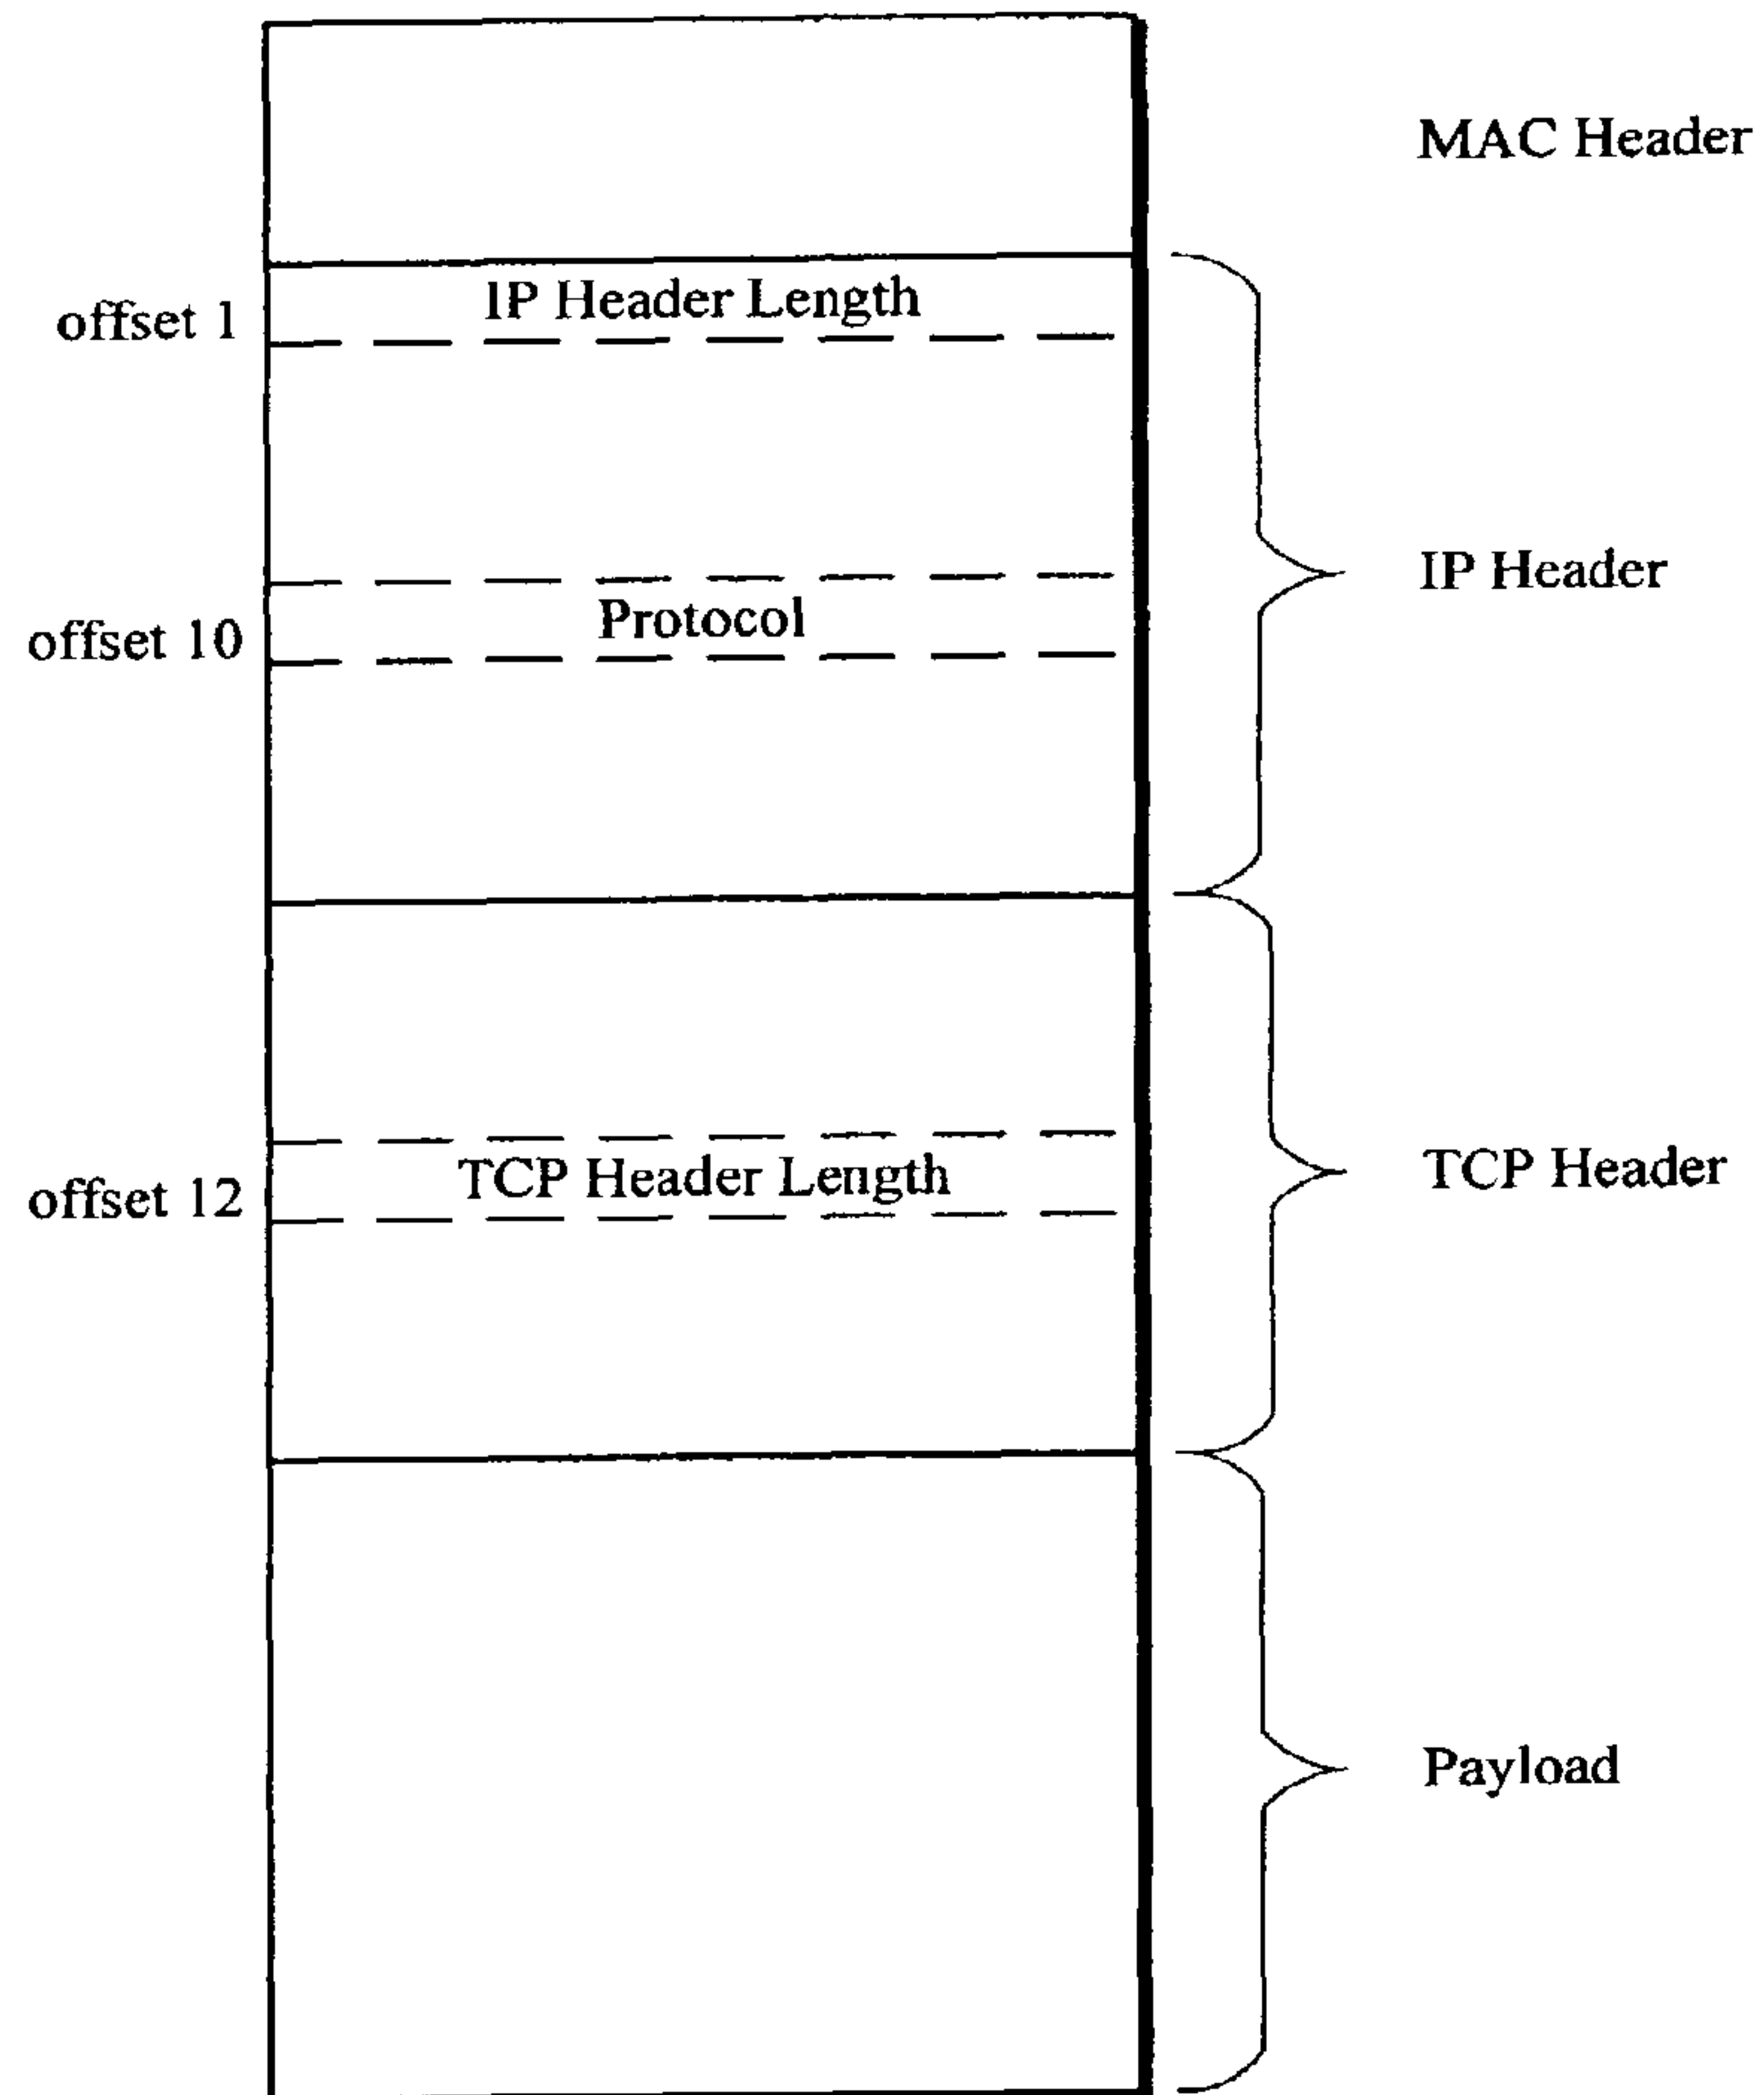 MAC Header
offset 1
IP Header Length
IP Header
offset 10
Protocol
offset 12
TCP Header Length
TCP Header
Payload